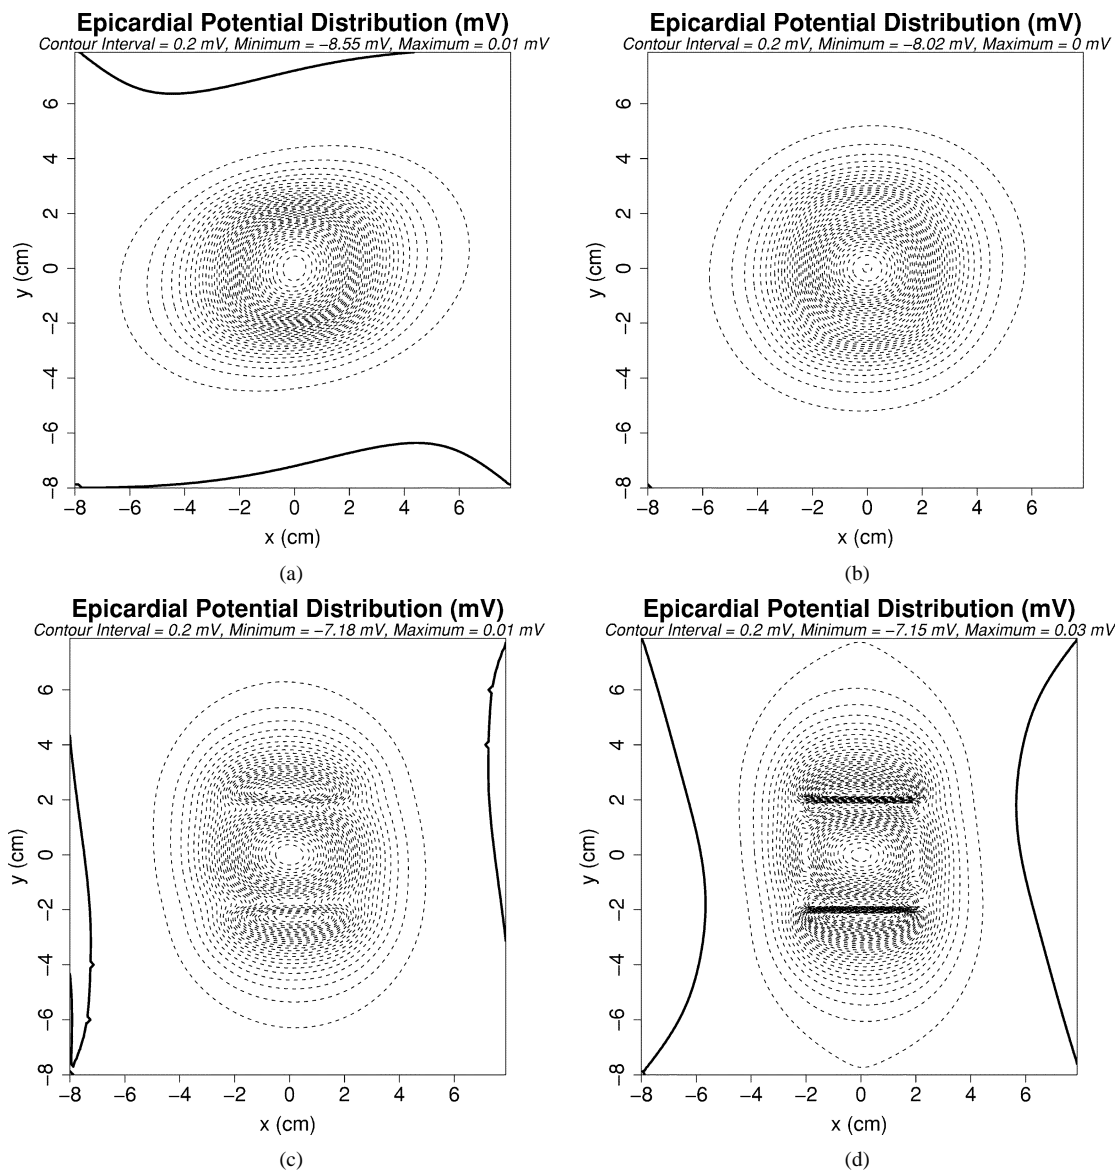 Epicardial Potential Distribution (mV)
Contour Interval = 0.2 mV, Minimum = −8.55 mV, Maximum = 0.01 mV
y (cm)
6
4
2
0
−2
−4
−6
−8
−8 −6 −4 −2 0 2 4 6
x (cm)
(a)
Epicardial Potential Distribution (mV)
Contour Interval = 0.2 mV, Minimum = −8.02 mV, Maximum = 0 mV
y (cm)
6
4
2
0
−2
−4
−6
−8
−8 −6 −4 −2 0 2 4 6
x (cm)
(b)
Epicardial Potential Distribution (mV)
Contour Interval = 0.2 mV, Minimum = −7.18 mV, Maximum = 0.01 mV
y (cm)
6
4
2
0
−2
−4
−6
−8
−8 −6 −4 −2 0 2 4 6
x (cm)
(c)
Epicardial Potential Distribution (mV)
Contour Interval = 0.2 mV, Minimum = −7.15 mV, Maximum = 0.03 mV
y (cm)
6
4
2
0
−2
−4
−6
−8
−8 −6 −4 −2 0 2 4 6
x (cm)
(d)